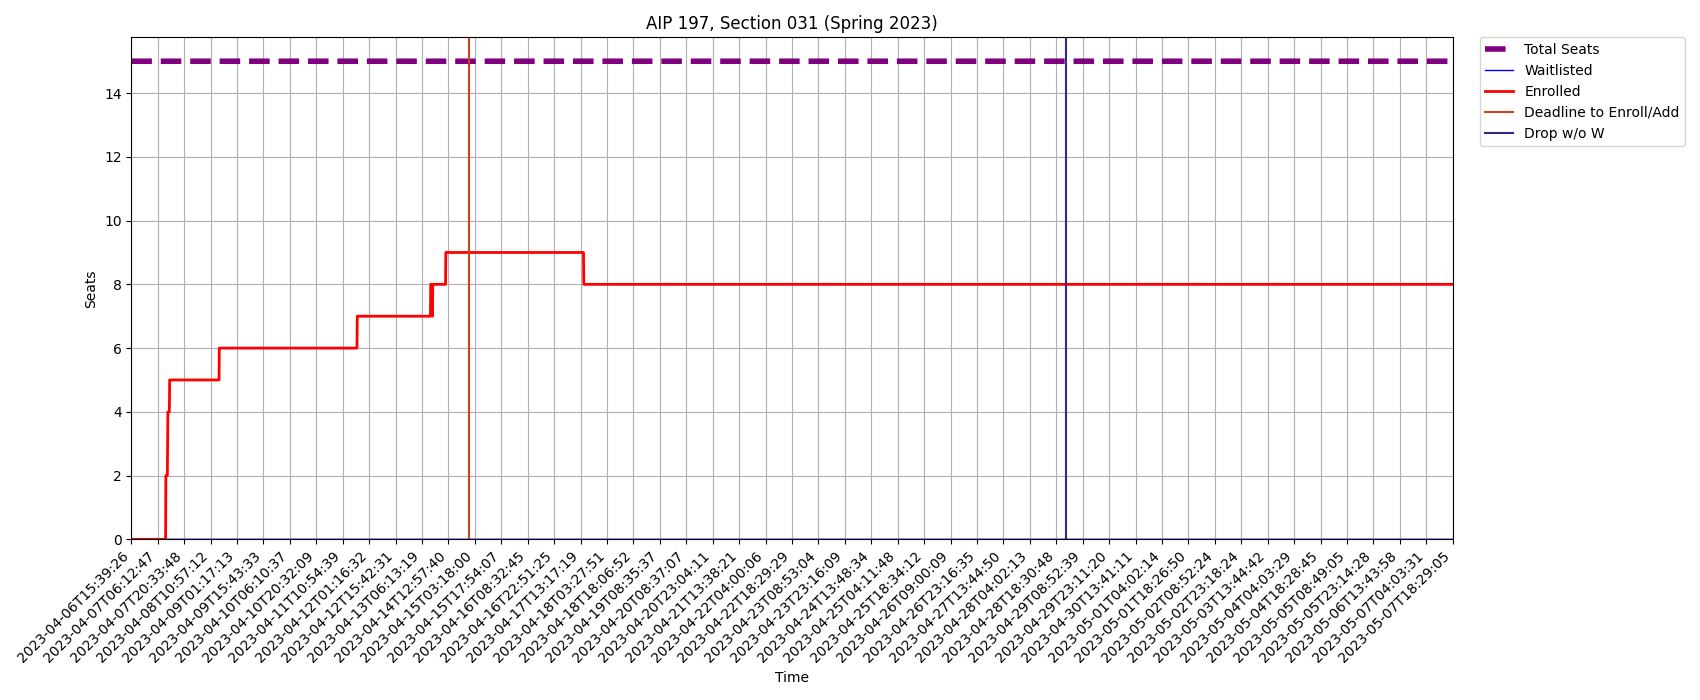 AIP 197, Section 031 (Spring 2023)
Total Seats
Waitlisted
Enrolled
Deadline to Enroll/Add
Drop w/o W
Seats
14
12
10
8
6
4
2
0
2023-04-06T15:39:26
2023-04-07T06:12:47
2023-04-07T20:33:48
2023-04-08T10:57:12
2023-04-09T01:17:13
2023-04-09T15:43:33
2023-04-10T06:10:37
2023-04-10T20:32:09
2023-04-11T10:54:39
2023-04-12T01:16:32
2023-04-12T15:42:31
2023-04-13T06:13:19
2023-04-14T12:57:40
2023-04-15T03:18:00
2023-04-15T17:54:07
2023-04-16T08:32:45
2023-04-16T22:51:25
2023-04-17T13:17:19
2023-04-18T03:27:51
2023-04-18T18:06:52
2023-04-19T08:35:37
2023-04-20T08:37:07
2023-04-20T23:04:11
2023-04-21T13:38:21
2023-04-22T04:00:06
2023-04-22T18:29:29
2023-04-23T08:53:04
2023-04-23T23:16:09
2023-04-24T13:48:34
2023-04-25T04:11:48
2023-04-25T18:34:12
2023-04-26T09:00:09
2023-04-26T23:16:35
2023-04-27T13:44:50
2023-04-28T04:02:13
2023-04-28T18:30:48
2023-04-29T08:52:39
2023-04-29T23:11:20
2023-04-30T13:41:11
2023-05-01T04:02:14
2023-05-01T18:26:50
2023-05-02T08:52:24
2023-05-02T23:18:24
2023-05-03T13:44:42
2023-05-04T04:03:29
2023-05-04T18:28:45
2023-05-05T08:49:05
2023-05-05T23:14:28
2023-05-06T13:43:58
2023-05-07T04:03:31
2023-05-07T18:29:05
Time